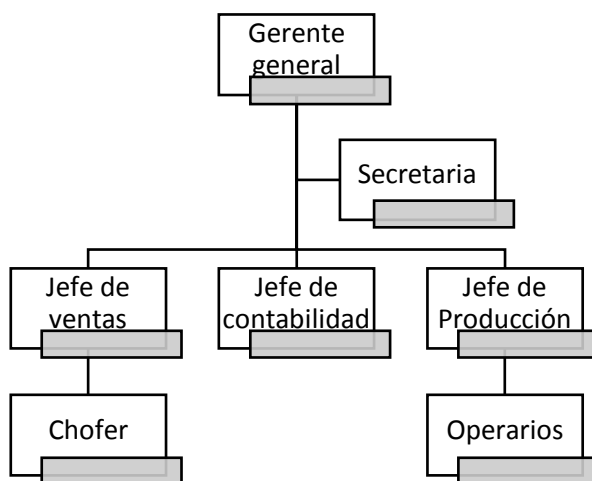 Gerente
general
Secretaria
Jefe de
ventas
Jefe de
contabilidad
Jefe de
Producción
Chofer
Operarios